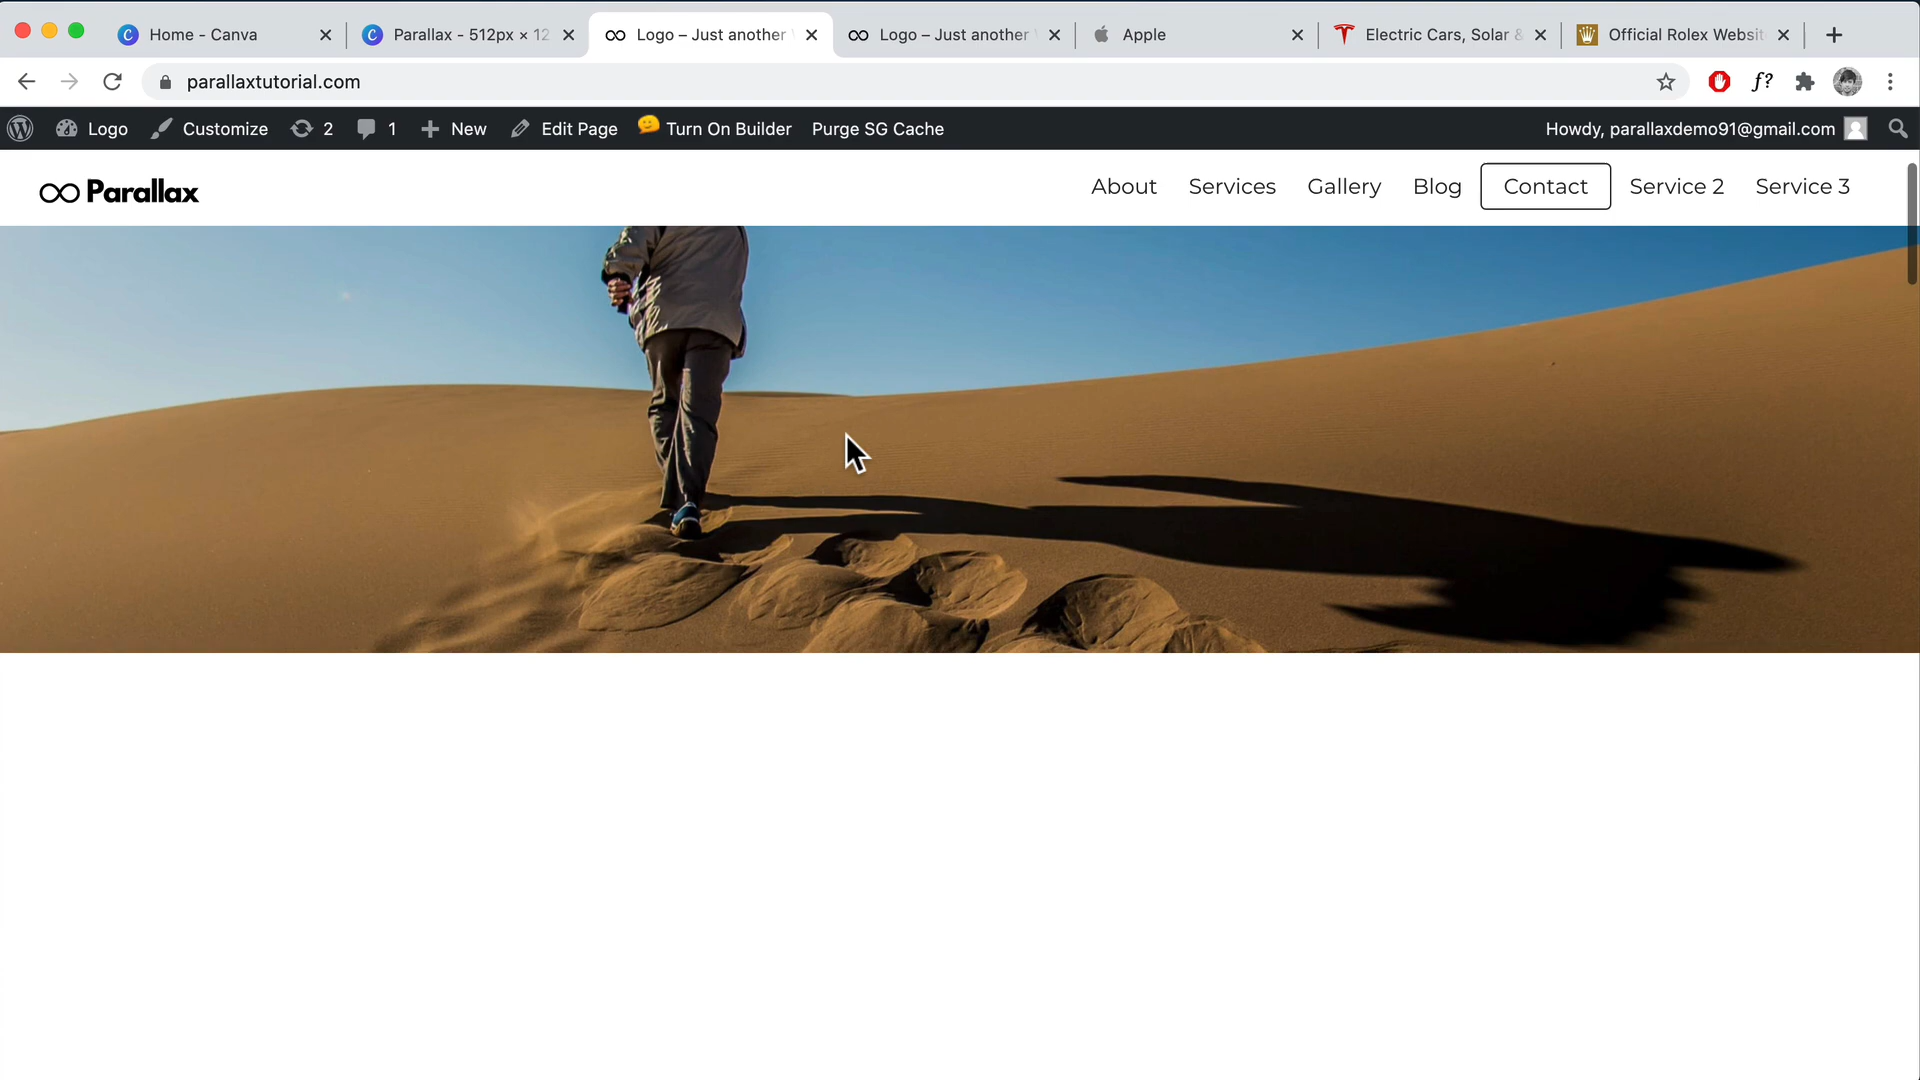 Home - Canva
Parallax - 512px × 12
Logo – Just another
Logo – Just another
Apple
Electric Cars, Solar &
Official Rolex Websit
parallaxtutorial.com
f?
Logo
Customize
2
1
New
Edit Page
Turn On Builder
Purge SG Cache
Howdy, parallaxdemo91@gmail.com
Parallax
About
Services
Gallery
Blog
Contact
Service 2
Service 3